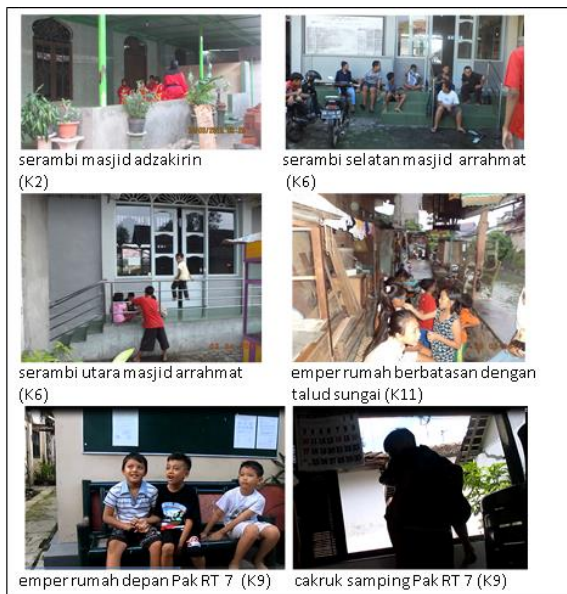 serambi masjid adzakirin
(K2)
serambi selatan masjid arrahmat
(K6)
serambi utara masjid arrahmat
(K6)
emper rumah berbatasan dengan
talud sungai (K11)
emper rumah depan Pak RT 7 (K9)
cakruk samping Pak RT 7 (K9)